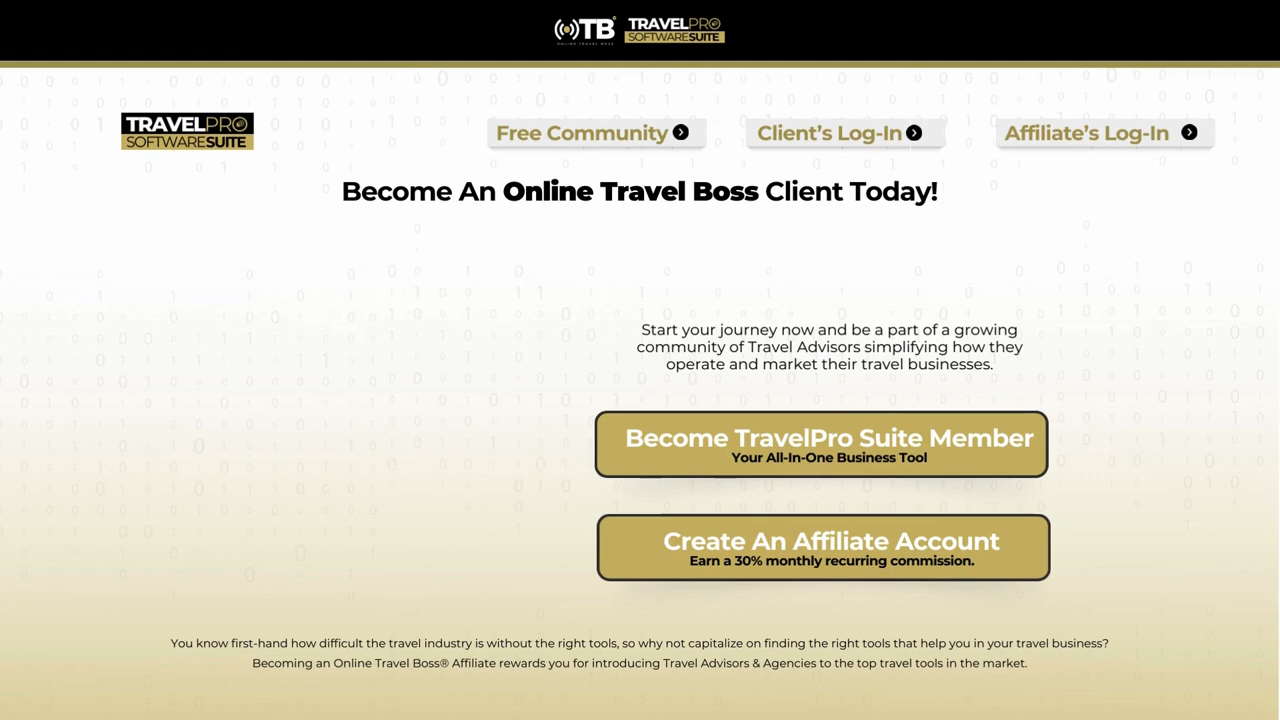 TB
ONLINE TRAVEL BOSS
TRAVELPRO
SOFTWARESUITE
TRAVELPRO
SOFTWARESUITE
Free Community
Client’s Log-In
Affiliate’s Log-In
Become An Online Travel Boss Client Today!
Start your journey now and be a part of a growing
community of Travel Advisors simplifying how they
operate and market their travel businesses.
Become TravelPro Suite Member
Your All-In-One Business Tool
Create An Affiliate Account
Earn a 30% monthly recurring commission.
You know first-hand how difficult the travel industry is without the right tools, so why not capitalize on finding the right tools that help you in your travel business?
Becoming an Online Travel Boss® Affiliate rewards you for introducing Travel Advisors & Agencies to the top travel tools in the market.